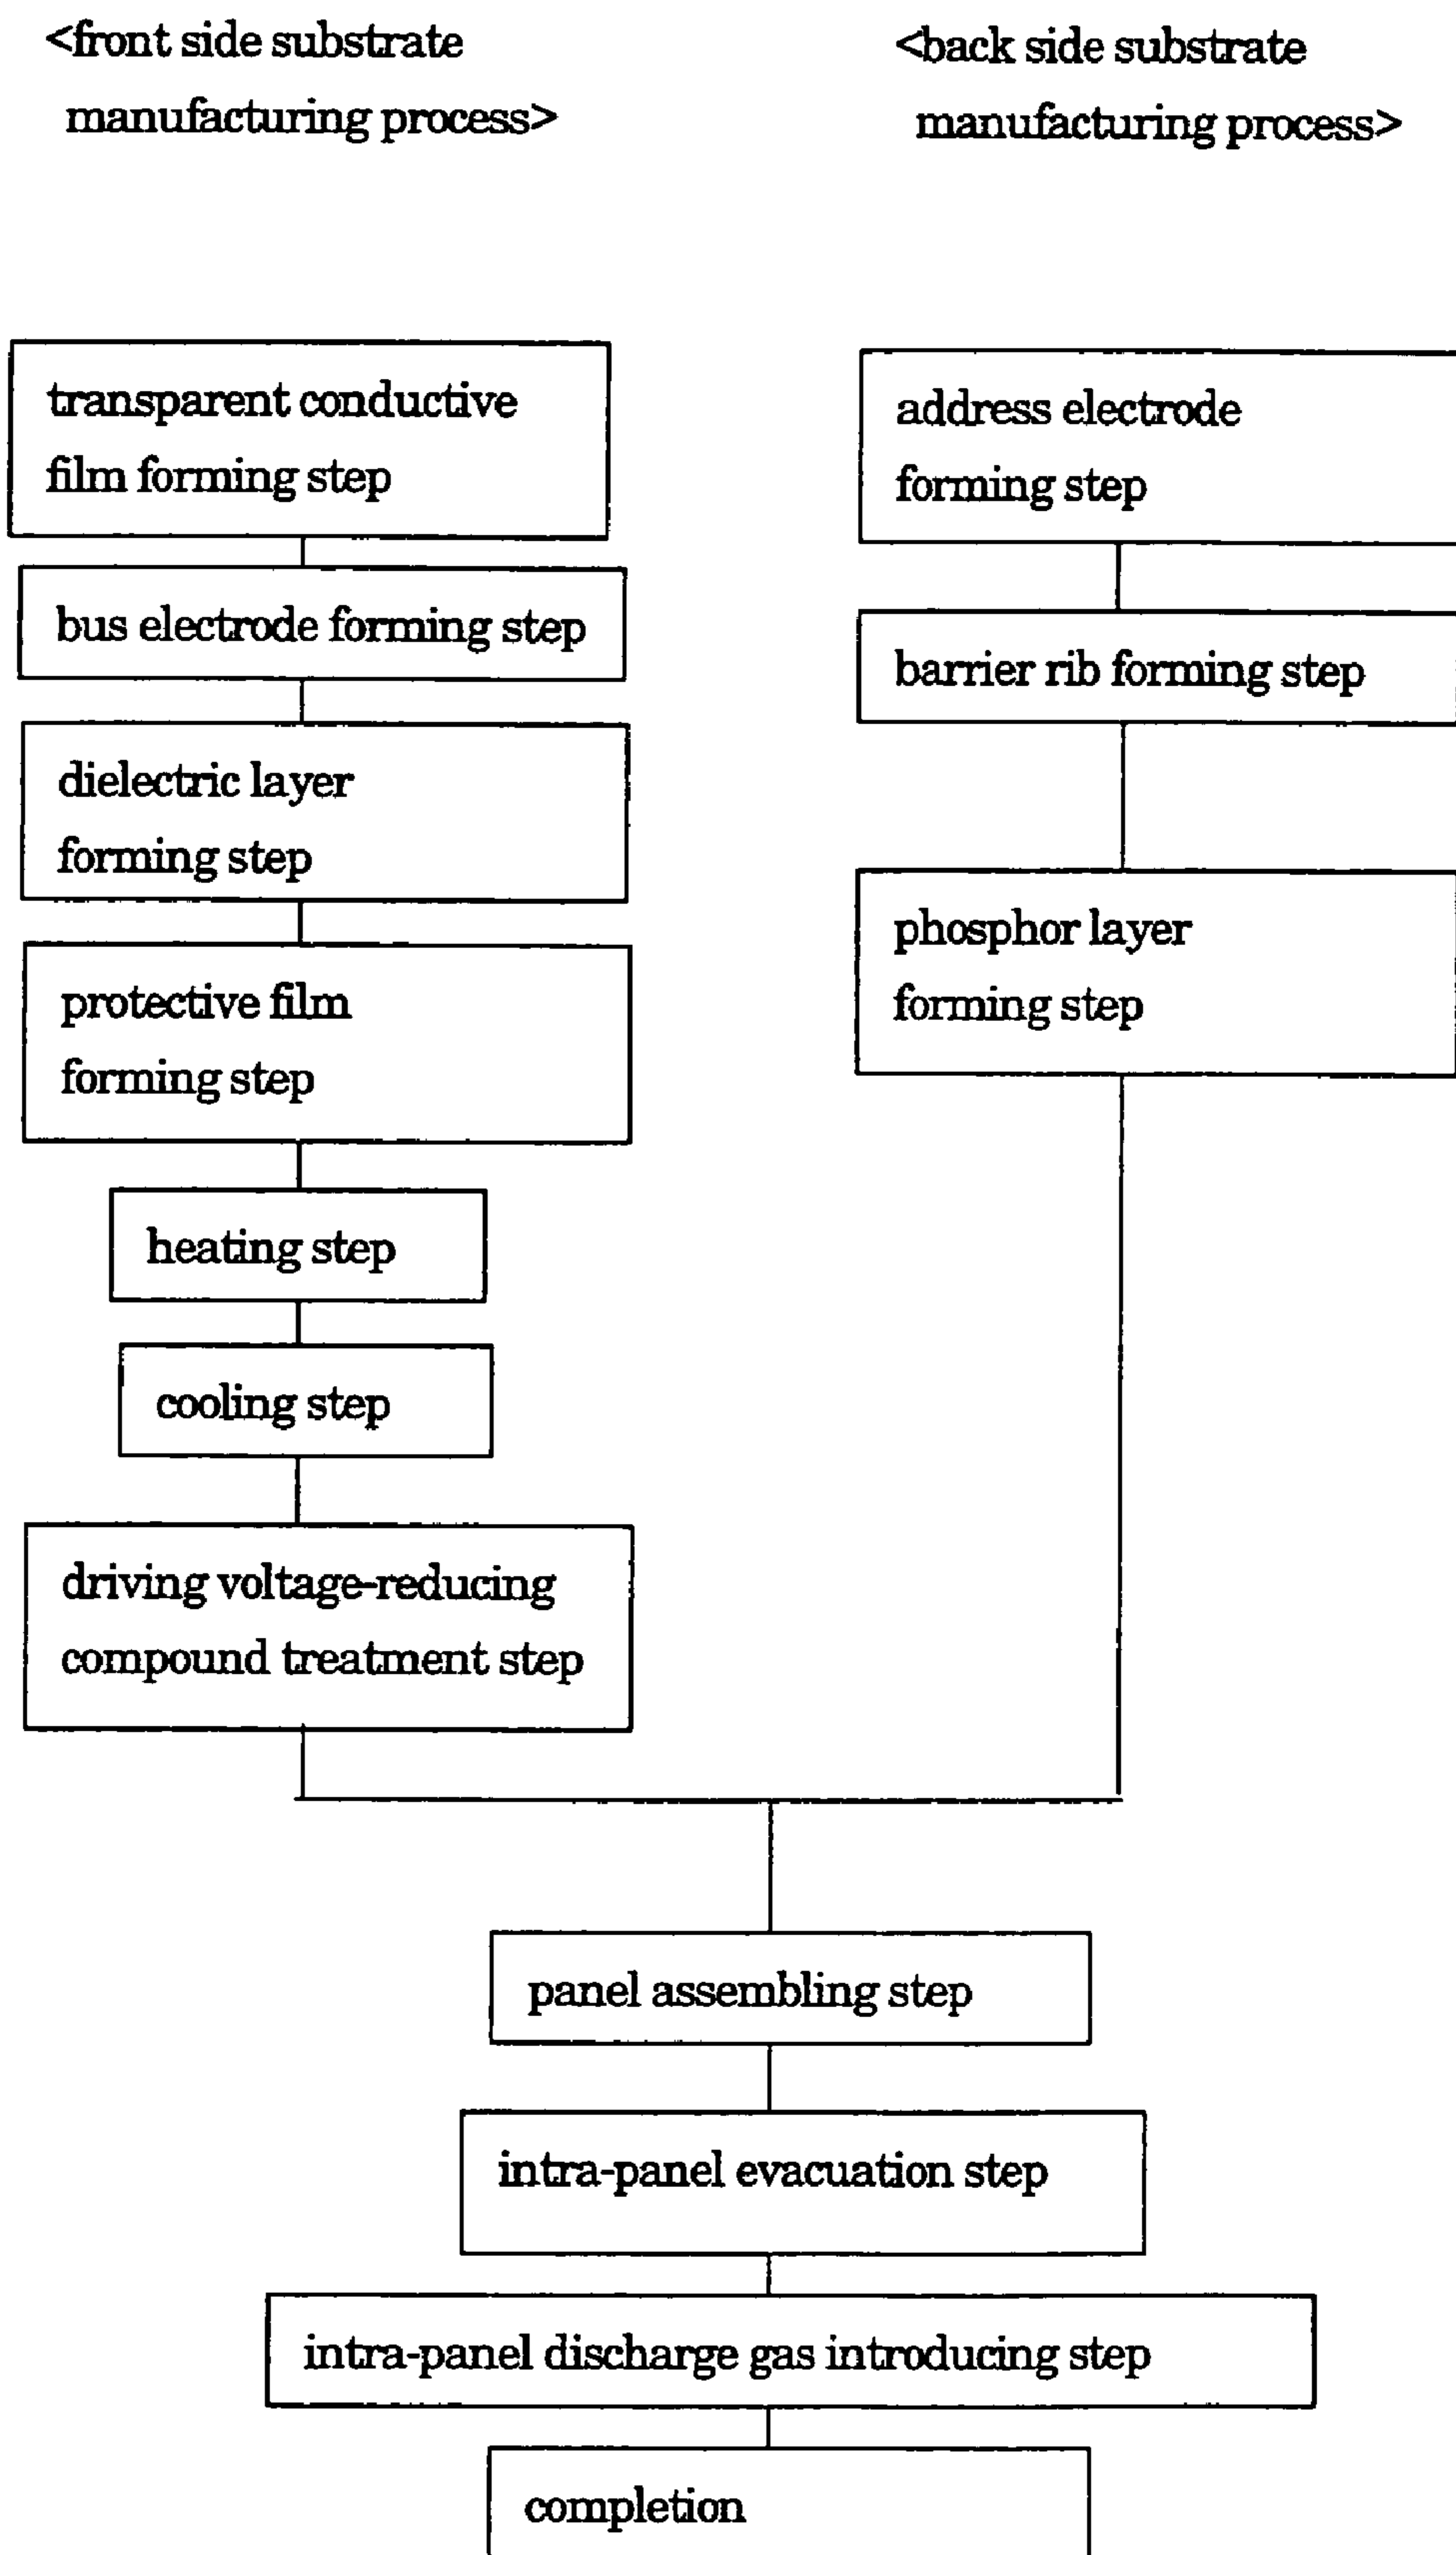 <front side substrate
manufacturing process>
<back side substrate
manufacturing process>
transparent conductive
film forming step
bus electrode forming step
dielectric layer
forming step
protective film
forming step
heating step
cooling step
driving voltage-reducing
compound treatment step
address electrode
forming step
barrier rib forming step
phosphor layer
forming step
panel assembling step
intra-panel evacuation step
intra-panel discharge gas introducing step
completion